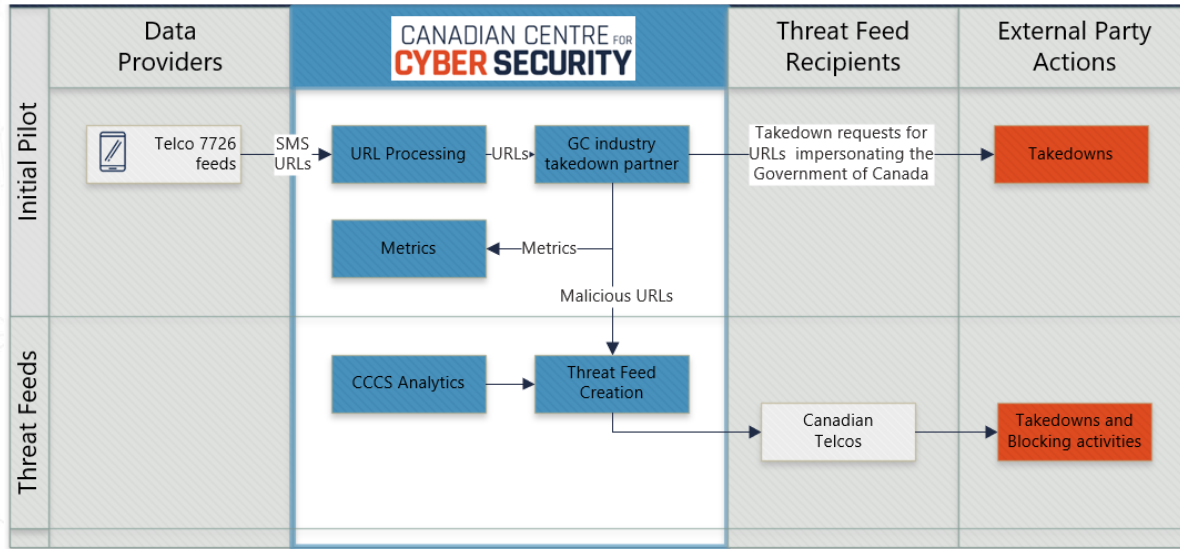 Data
Providers
CANADIAN CENTRE FOR
CYBER SECURITY
Threat Feed
Recipients
External Party
Actions
Initial Pilot
Telco 7726
feeds
SMS
URLs
URL Processing
URLs
GC industry
takedown partner
Takedown requests for
URLs impersonating the
Government of Canada
Takedowns
Metrics
Metrics
Malicious URLs
Threat Feeds
CCCS Analytics
Threat Feed
Creation
Canadian
Telcos
Takedowns and
Blocking activities